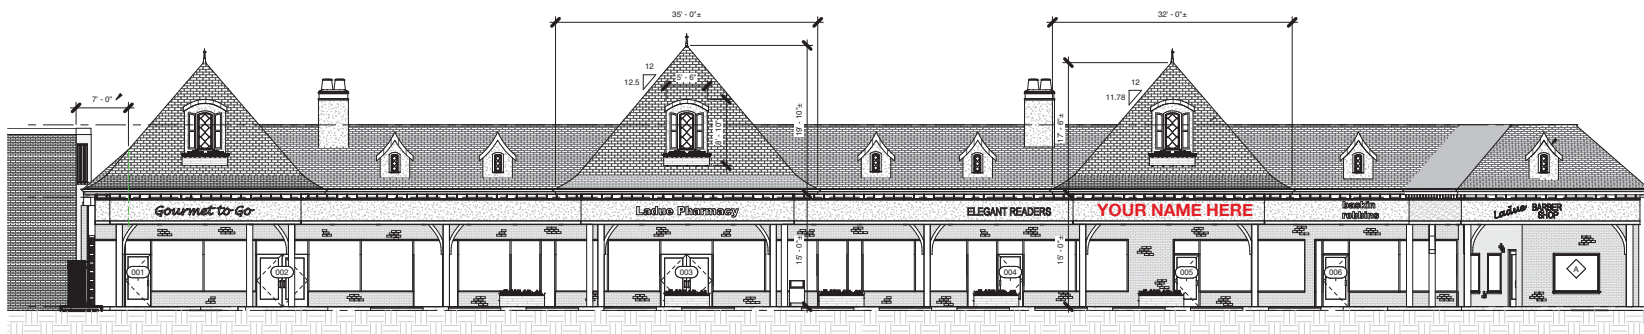 35' - 0"±
32' - 0"±
12
12.5
5' - 6"
12
11.78
7' - 0"
19' - 10"±
17' - 6"±
Gourmet to Go
Ladue Pharmacy
ELEGANT READERS
YOUR NAME HERE
baskin
robbins
Ladue BARBER
SHOP
15' - 0"±
15' - 0"±
001
002
003
004
005
006
A